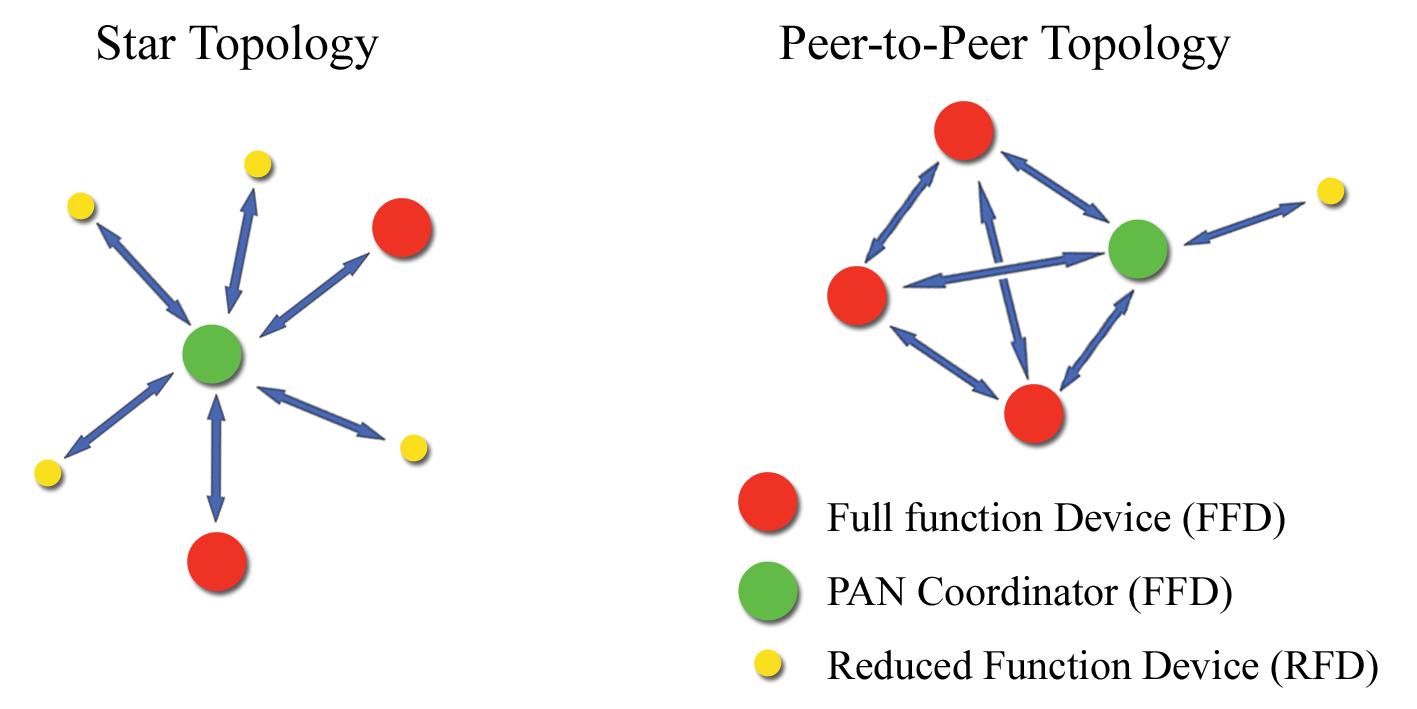 Star Topology
Peer-to-Peer Topology
Full function Device (FFD)
PAN Coordinator (FFD)
Reduced Function Device (RFD)